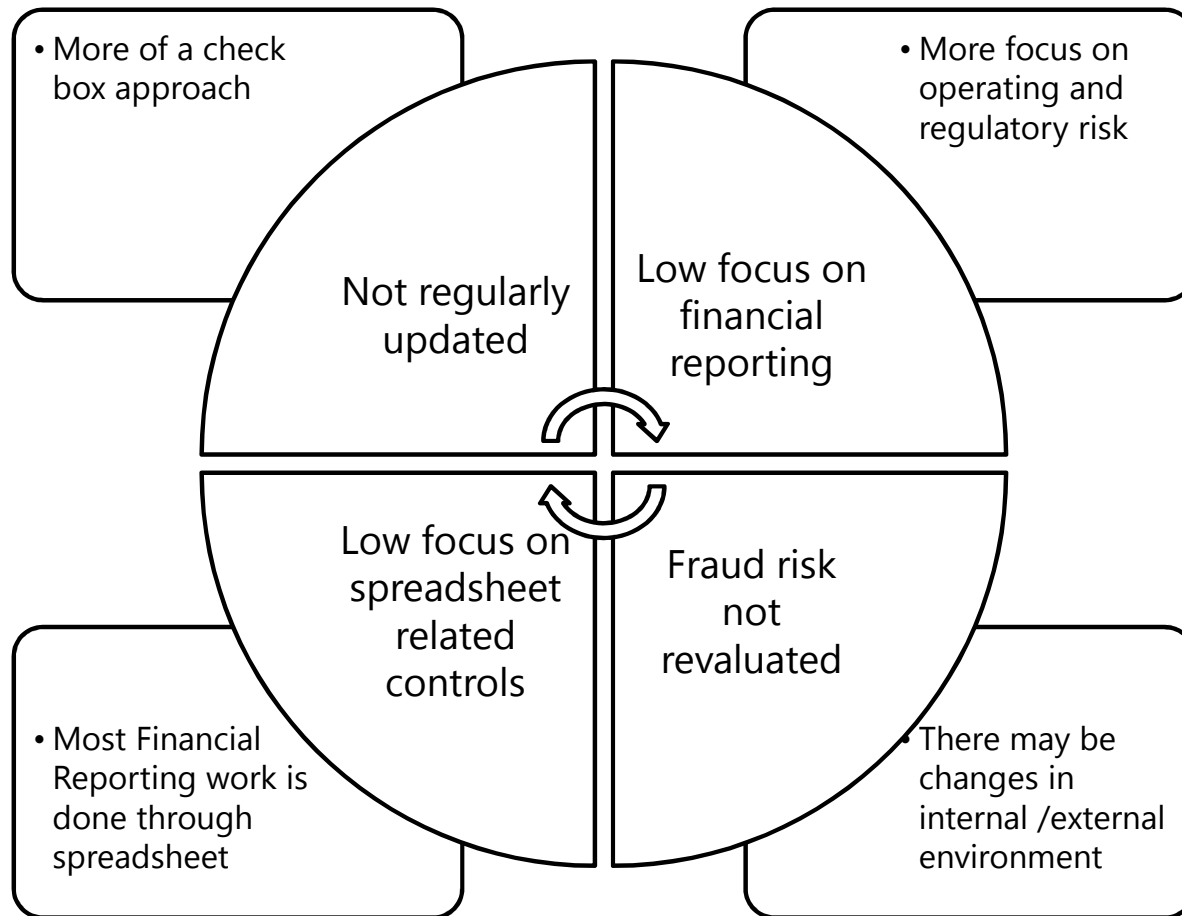 • More of a check
box approach
• More focus on
operating and
regulatory risk
Not regularly
updated
Low focus on
financial
reporting
Low focus on
spreadsheet
related
controls
Fraud risk
not
revaluated
• Most Financial
Reporting work is
done through
spreadsheet
• There may be
changes in
internal /external
environment